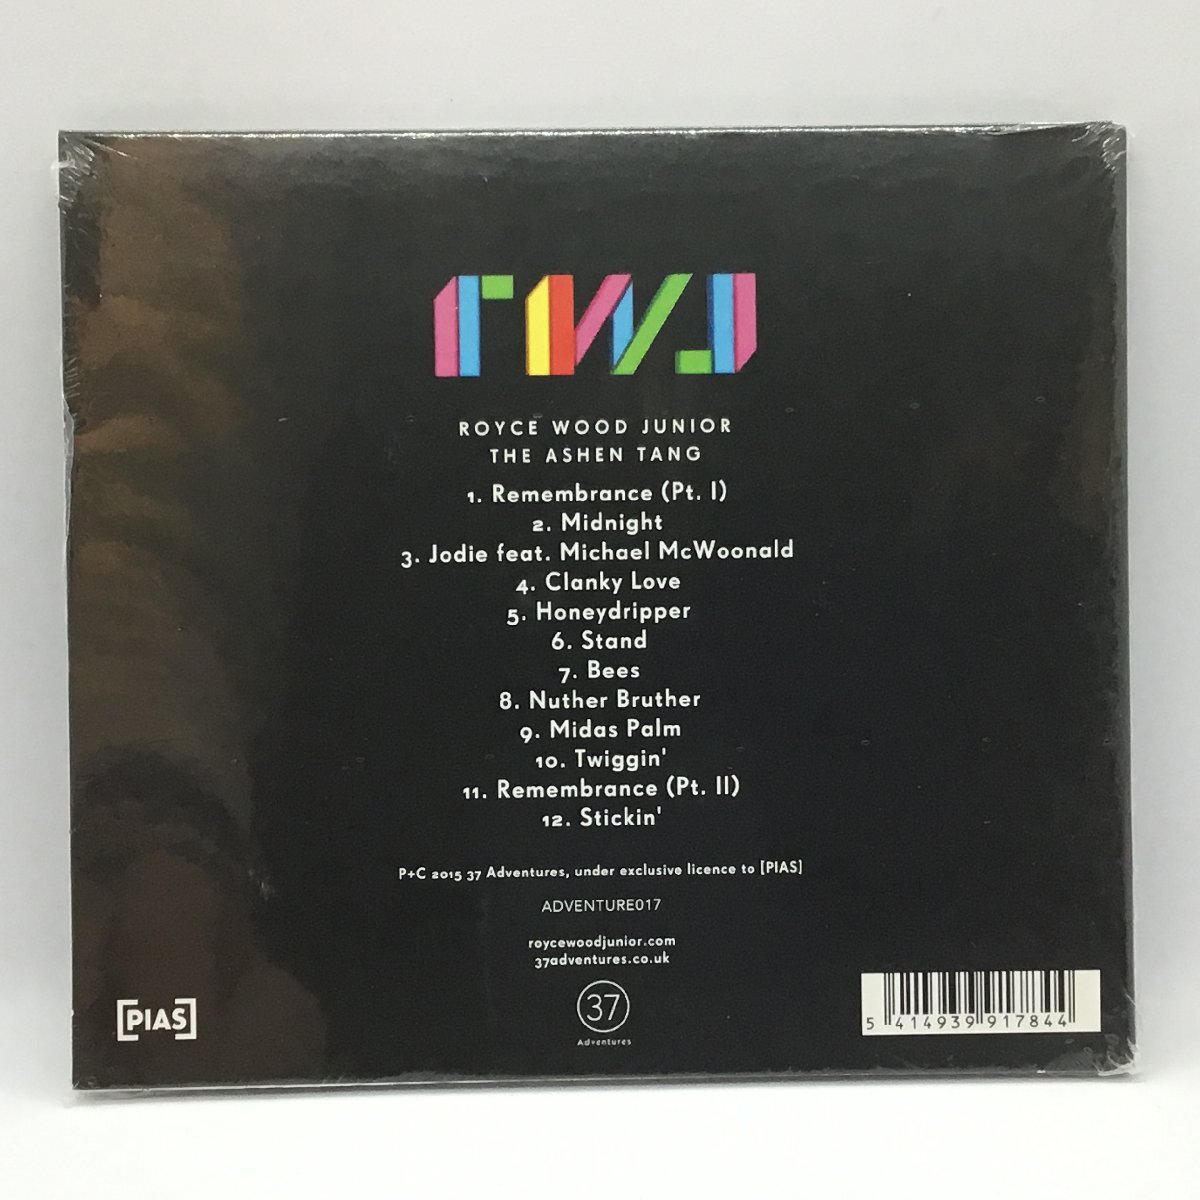 rwj
ROYCE WOOD JUNIOR
THE ASHEN TANG
1. Remembrance (Pt. I)
2. Midnight
3. Jodie feat. Michael McWoonald
4. Clanky Love
5. Honeydripper
6. Stand
7. Bees
8. Nuther Bruther
9. Midas Palm
10. Twiggin'
11. Remembrance (Pt. II)
12. Stickin'
P+C 2015 37 Adventures, under exclusive licence to [PIAS]
ADVENTURE017
roycewoodjunior.com
37adventures.co.uk
[PIAS]
37
Adventures
5 414939 917844